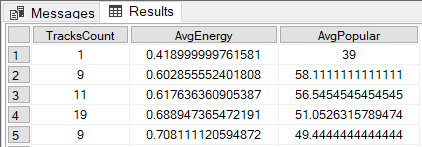 Messages Results
TracksCount AvgEnergy AvgPopular
1 1 0.418999999761581 39
2 9 0.602855552401808 58.1111111111111
3 11 0.617636360905387 56.5454545454545
4 19 0.688947365472191 51.0526315789474
5 9 0.708111120594872 49.4444444444444